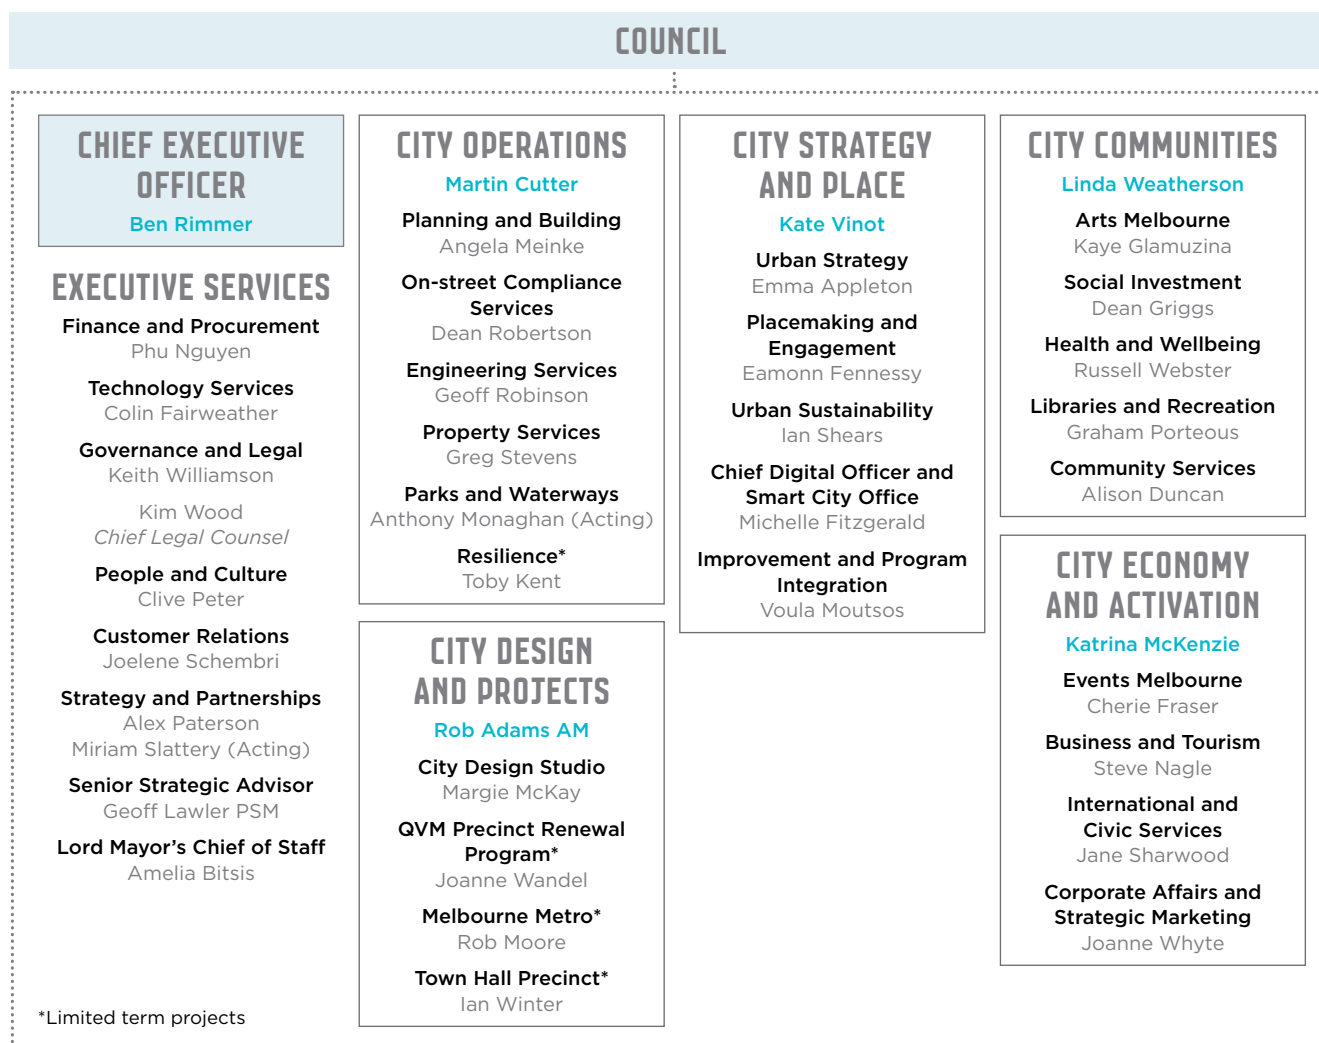 COUNCIL
CHIEF EXECUTIVE
OFFICER
Ben Rimmer
EXECUTIVE SERVICES
Finance and Procurement
Phu Nguyen
Technology Services
Colin Fairweather
Governance and Legal
Keith Williamson
Kim Wood
Chief Legal Counsel
People and Culture
Clive Peter
Customer Relations
Joelene Schembri
Strategy and Partnerships
Alex Paterson
Miriam Slattery (Acting)
Senior Strategic Advisor
Geoff Lawler PSM
Lord Mayor’s Chief of Staff
Amelia Bitsis
*Limited term projects
CITY OPERATIONS
Martin Cutter
Planning and Building
Angela Meinke
On-street Compliance
Services
Dean Robertson
Engineering Services
Geoff Robinson
Property Services
Greg Stevens
Parks and Waterways
Anthony Monaghan (Acting)
Resilience*
Toby Kent
CITY DESIGN
AND PROJECTS
Rob Adams AM
City Design Studio
Margie McKay
QVM Precinct Renewal
Program*
Joanne Wandel
Melbourne Metro*
Rob Moore
Town Hall Precinct*
Ian Winter
CITY STRATEGY
AND PLACE
Kate Vinot
Urban Strategy
Emma Appleton
Placemaking and
Engagement
Eamonn Fennessy
Urban Sustainability
Ian Shears
Chief Digital Officer and
Smart City Office
Michelle Fitzgerald
Improvement and Program
Integration
Voula Moutsos
CITY COMMUNITIES
Linda Weatherson
Arts Melbourne
Kaye Glamuzina
Social Investment
Dean Griggs
Health and Wellbeing
Russell Webster
Libraries and Recreation
Graham Porteous
Community Services
Alison Duncan
CITY ECONOMY
AND ACTIVATION
Katrina McKenzie
Events Melbourne
Cherie Fraser
Business and Tourism
Steve Nagle
International and
Civic Services
Jane Sharwood
Corporate Affairs and
Strategic Marketing
Joanne Whyte